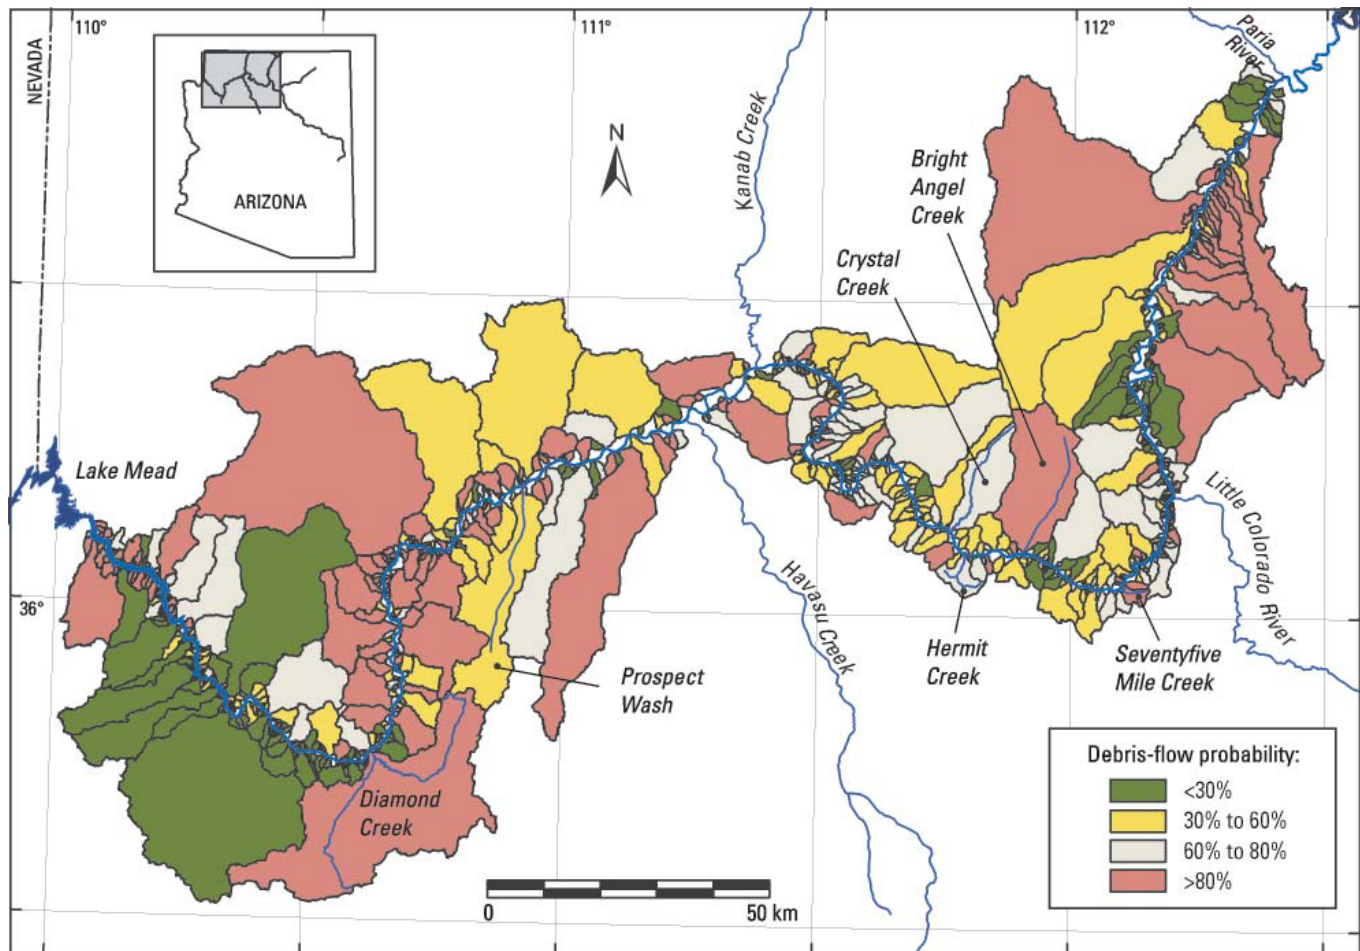 110°
111°
112°
NEVADA
Paria
River
N
ARIZONA
Kanab Creek
Bright
Angel
Creek
Crystal
Creek
Lake Mead
36°
Little Colorado River
Havasu Creek
Hermit
Creek
Seventyfive
Mile Creek
Prospect
Wash
Diamond
Creek
Debris-flow probability:
<30%
30% to 60%
60% to 80%
>80%
0
50 km